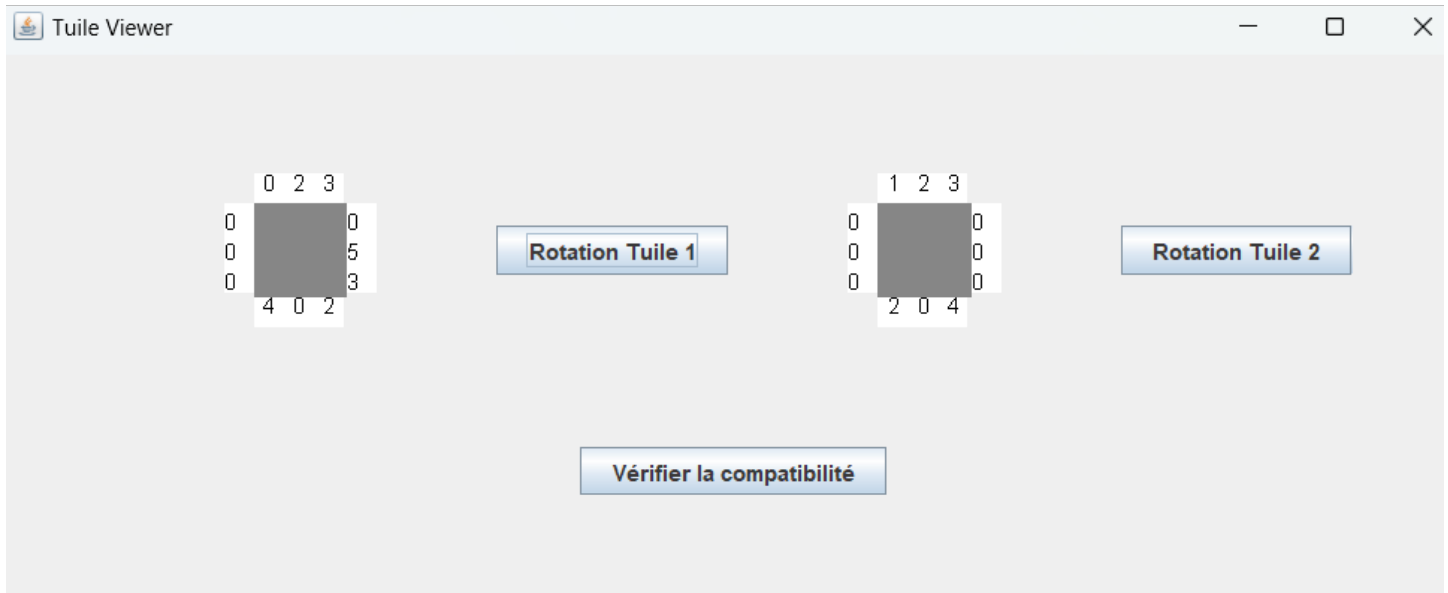 Tuile Viewer
0 2 3
0 0
0 5
0 3
4 0 2
Rotation Tuile 1
1 2 3
0 0
0 0
0 0
2 0 4
Rotation Tuile 2
Vérifier la compatibilité